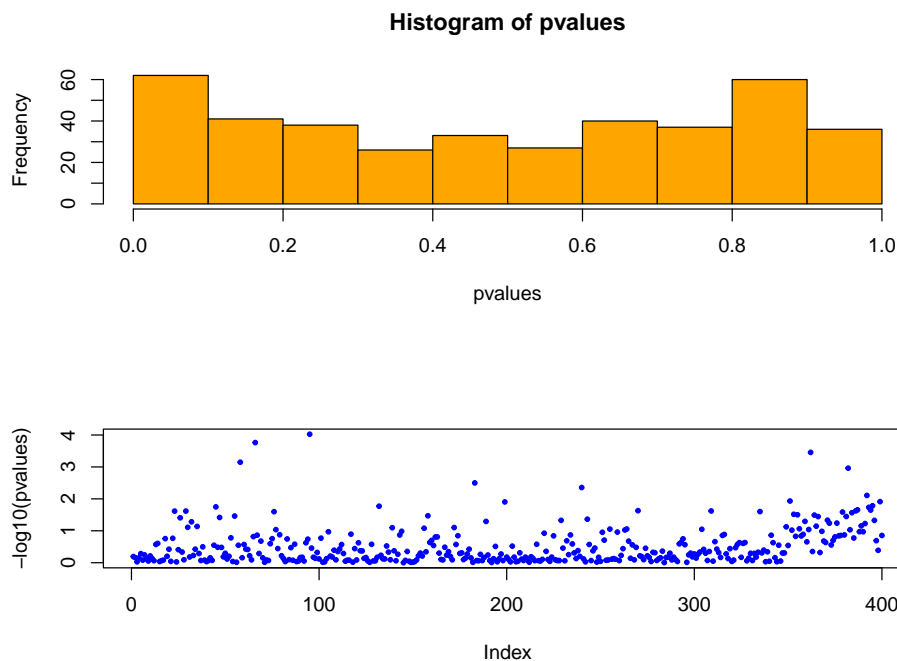 Histogram of pvalues
Frequency
0 20 40 60
0.0 0.2 0.4 0.6 0.8 1.0
pvalues
−log10(pvalues)
0 1 2 3 4
0 100 200 300 400
Index